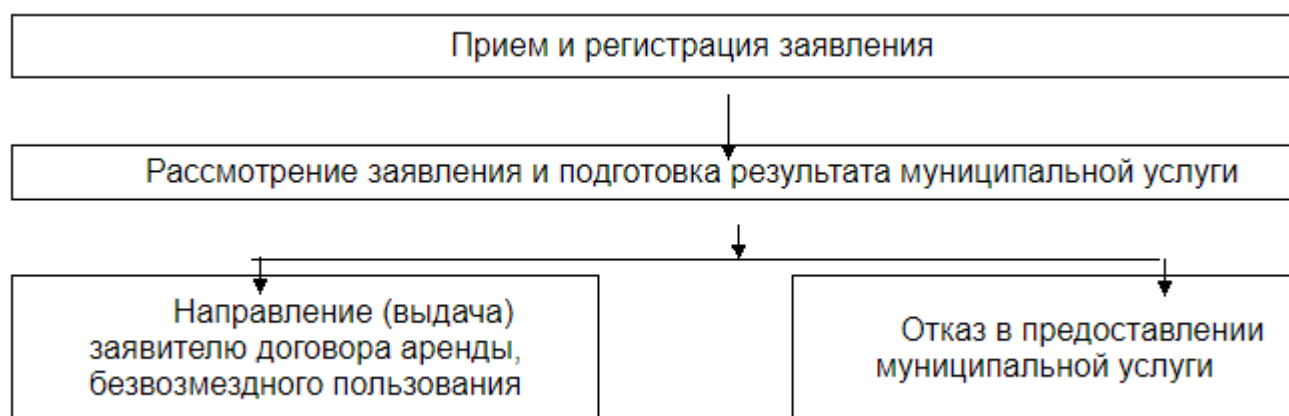 Прием и регистрация заявления
Рассмотрение заявления и подготовка результата муниципальной услуги
Направление (выдача)
заявителю договора аренды,
безвозмездного пользования
Отказ в предоставлении
муниципальной услуги